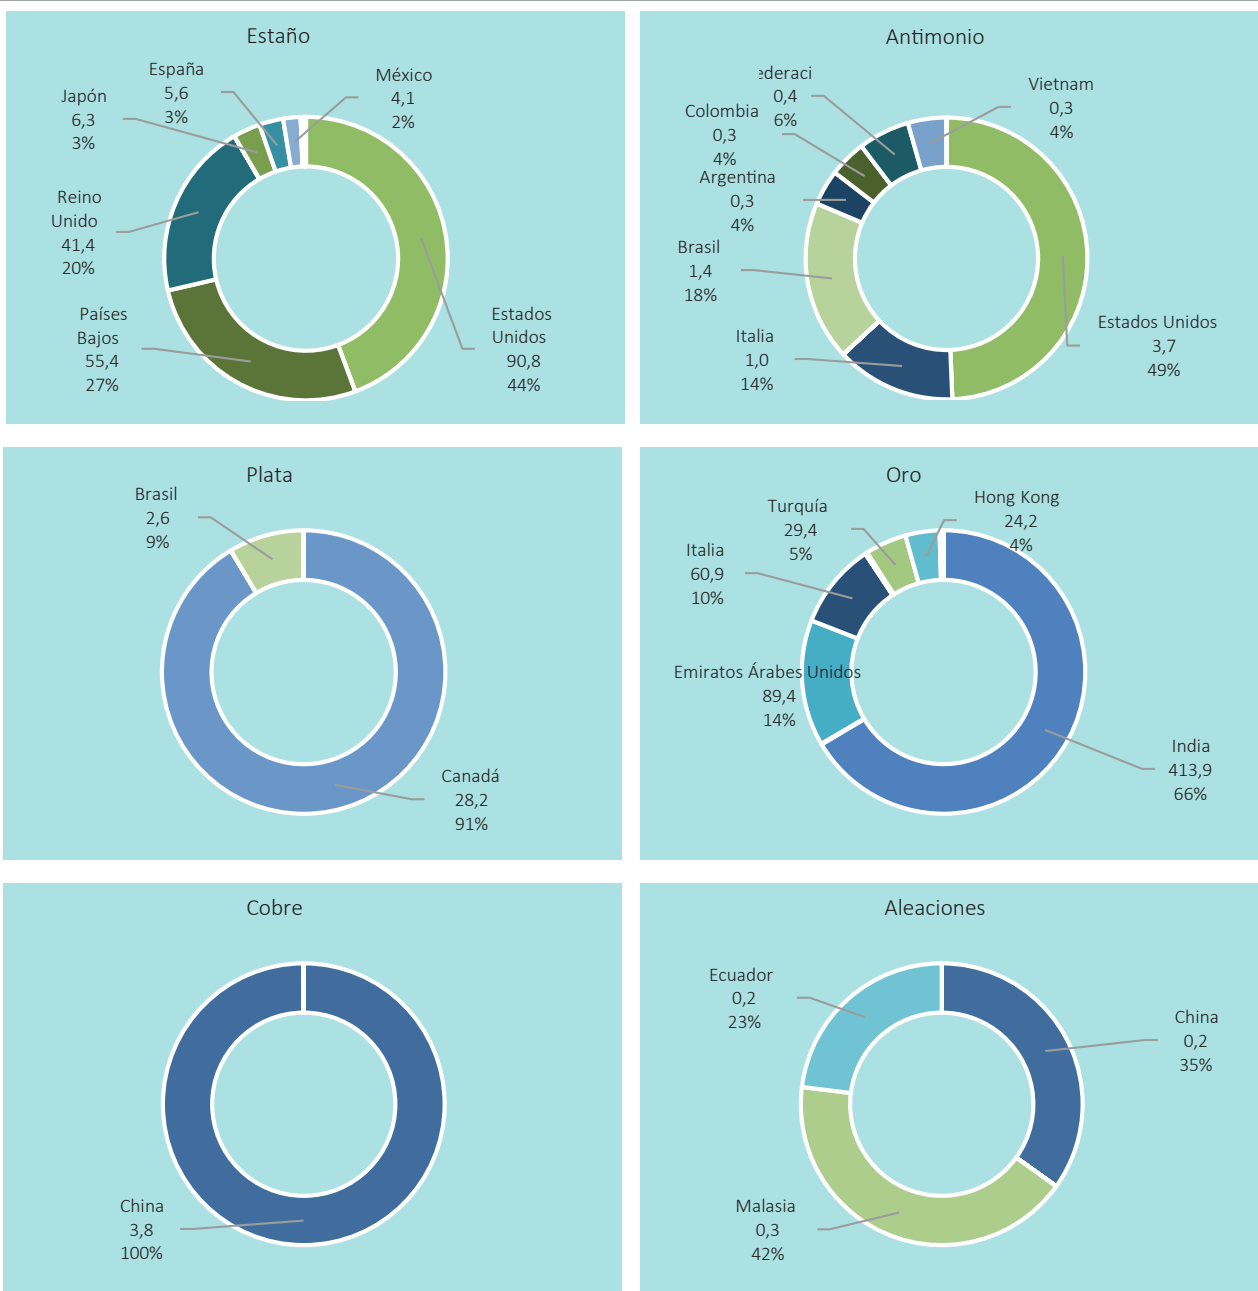 Estaño
España
5,6
3%
México
4,1
2%
Japón
6,3
3%
Reino
Unido
41,4
20%
Países
Bajos
55,4
27%
Estados
Unidos
90,8
44%
Antimonio
ederaci
0,4
6%
Vietnam
0,3
4%
Colombia
0,3
4%
Argentina
0,3
4%
Brasil
1,4
18%
Italia
1,0
14%
Estados Unidos
3,7
49%
Plata
Brasil
2,6
9%
Canadá
28,2
91%
Oro
Hong Kong
24,2
4%
Turquía
29,4
5%
Italia
60,9
10%
Emiratos Árabes Unidos
89,4
14%
India
413,9
66%
Cobre
China
3,8
100%
Aleaciones
Ecuador
0,2
23%
China
0,2
35%
Malasia
0,3
42%